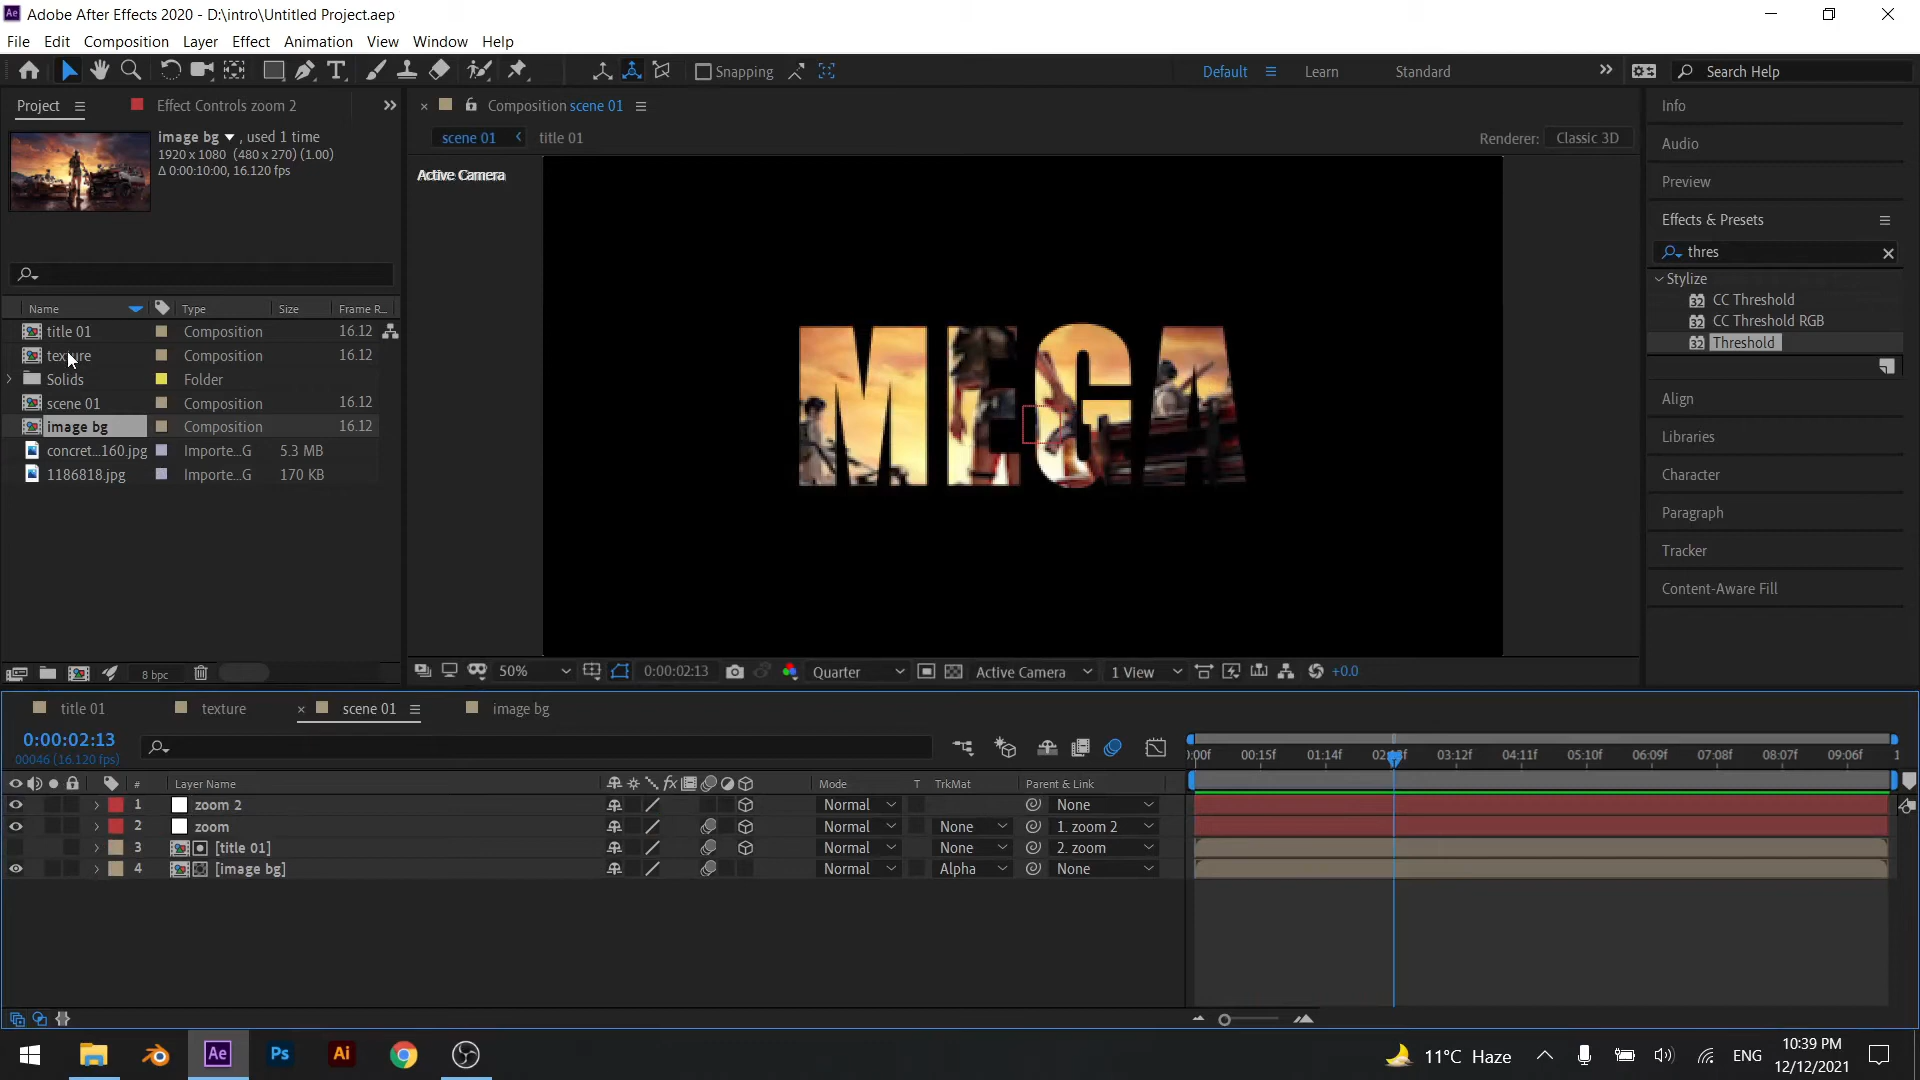 Adobe After Effects 2020 - D:\intro\Untitled Project.aep
File Edit Composition Layer Effect Animation View Window Help
Snapping Default Learn Standard Search Help
Project Effect Controls zoom 2
image bg , used 1 time
1920 x 1080 (480 x 270) (1.00)
Δ 0:00:10:00, 16.120 fps
Name Type Size Frame R...
title 01 Composition 16.12
texture Composition 16.12
Solids Folder
scene 01 Composition 16.12
image bg Composition 16.12
concret...160.jpg Importe...G 5.3 MB
1186818.jpg Importe...G 170 KB
8 bpc
Composition scene 01
scene 01 title 01 Renderer: Classic 3D
Active Camera
MEGA
50% 0:00:02:13 Quarter Active Camera 1 View +0.0
Info
Audio
Preview
Effects & Presets
thres
Stylize
32 CC Threshold
32 CC Threshold RGB
32 Threshold
Align
Libraries
Character
Paragraph
Tracker
Content-Aware Fill
title 01 texture scene 01 image bg
0:00:02:13
00046 (16.120 fps)
:00f 00:15f 01:14f 03:12f 04:11f 05:10f 06:09f 07:08f 08:07f 09:06f 1
# Layer Name fx Mode T TrkMat Parent & Link
1 zoom 2 Normal None
2 zoom Normal None 1. zoom 2
3 [title 01] Normal None 2. zoom
4 [image bg] Normal Alpha None
Ae Ps Ai 11°C Haze ENG 10:39 PM
12/12/2021